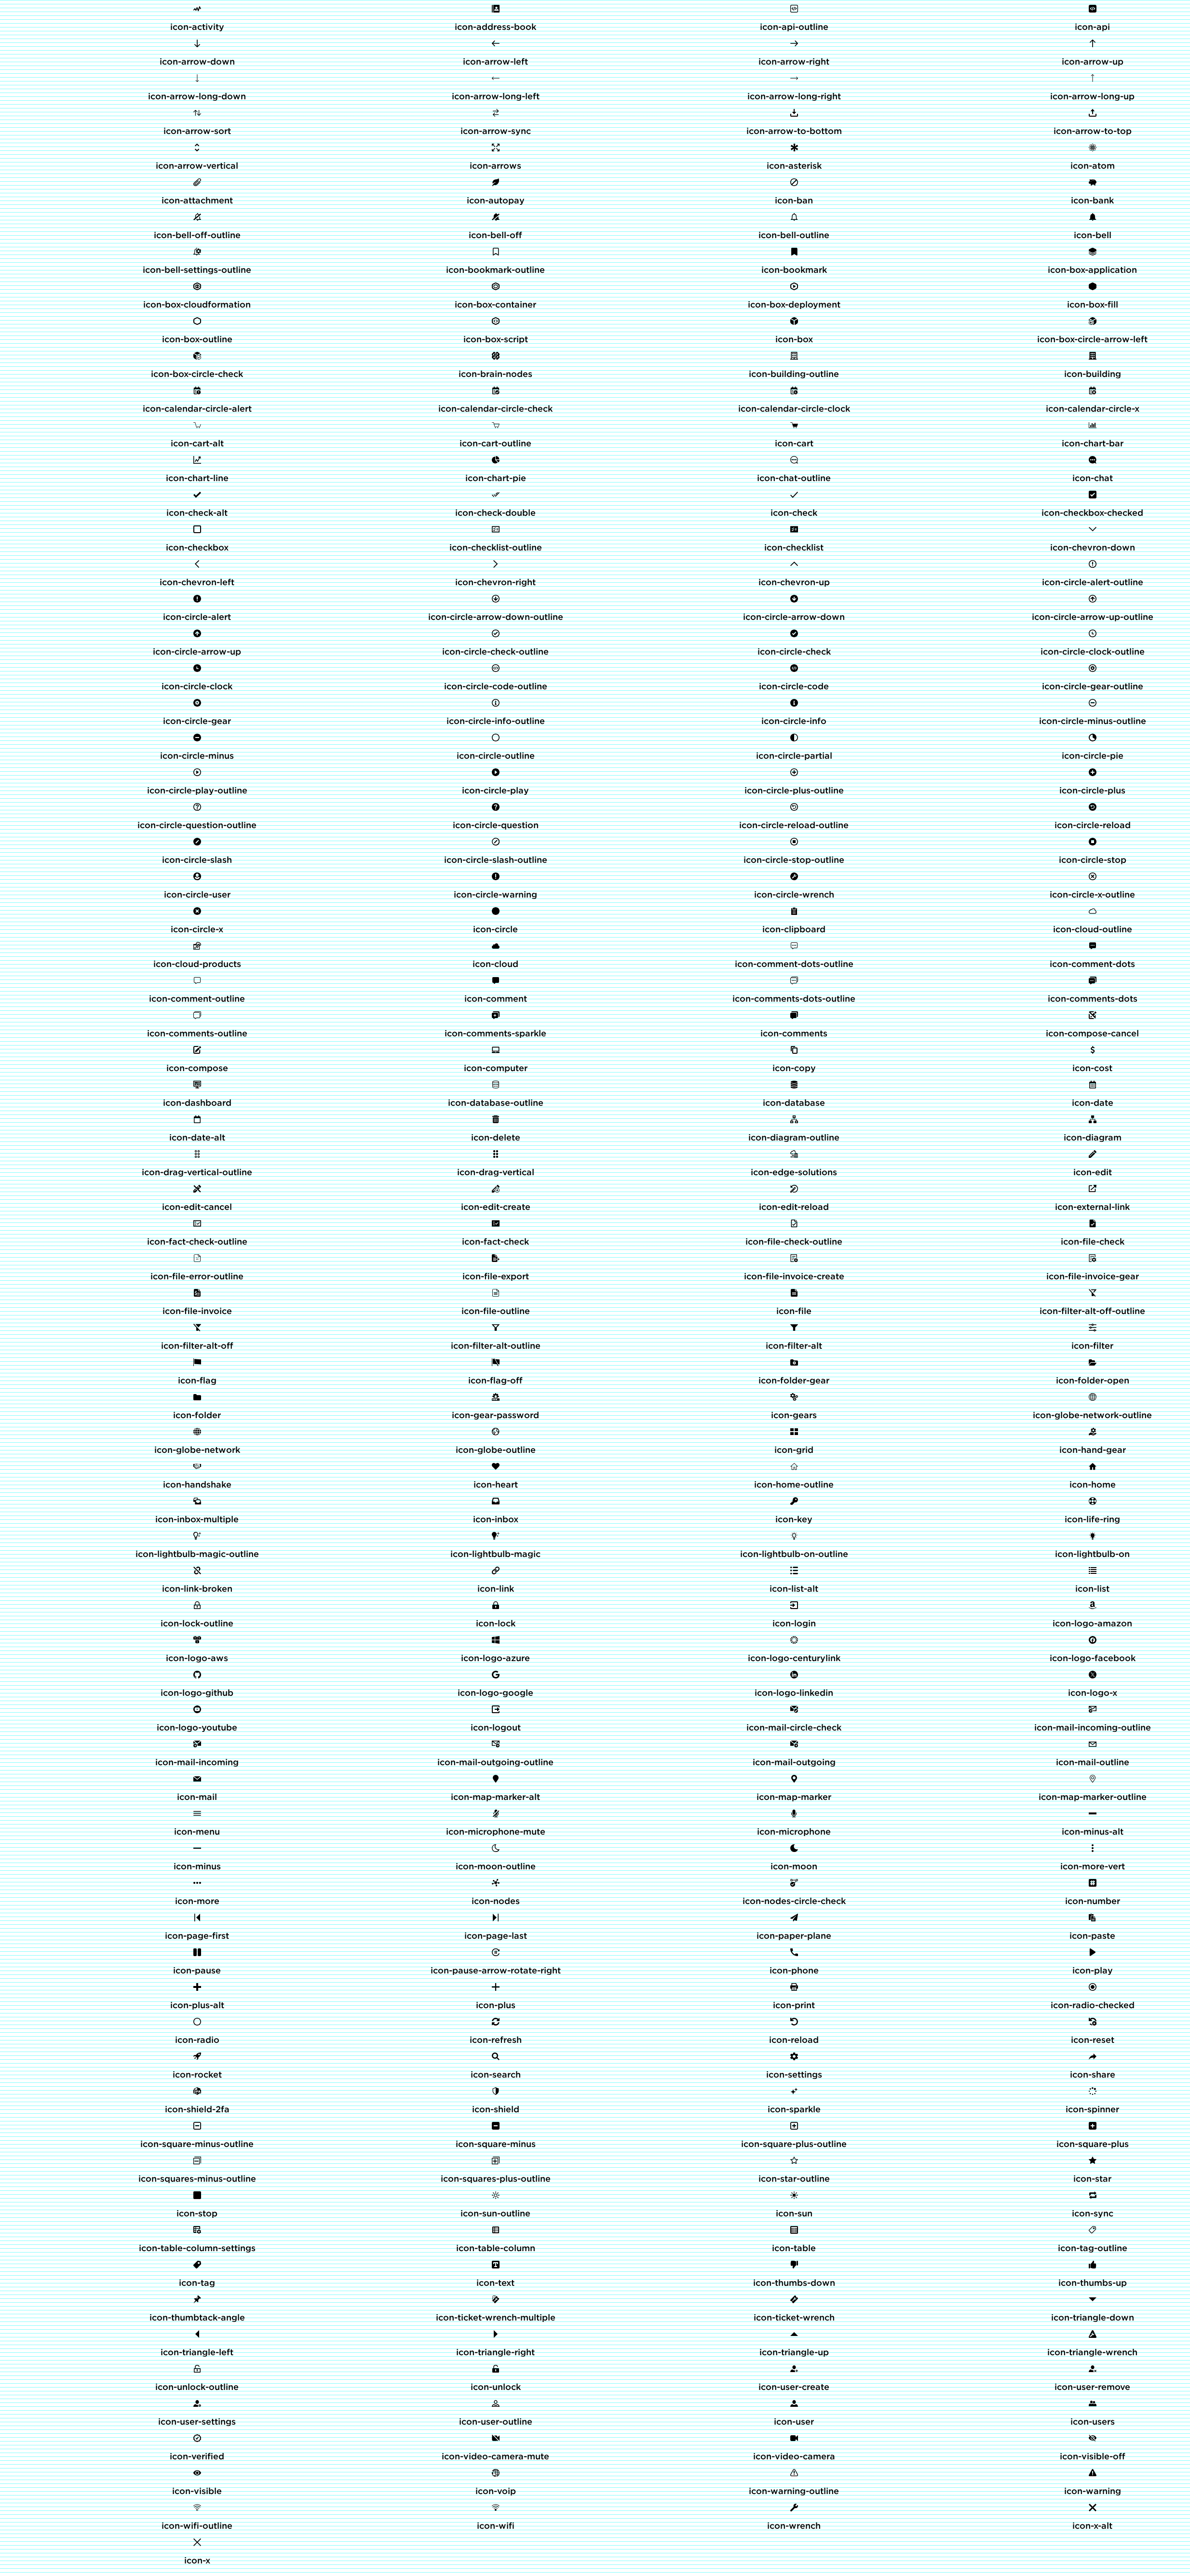 icon-activity icon-address-book icon-api-outline icon-api
icon-arrow-down icon-arrow-left icon-arrow-right icon-arrow-up
icon-arrow-long-down icon-arrow-long-left icon-arrow-long-right icon-arrow-long-up
icon-arrow-sort icon-arrow-sync icon-arrow-to-bottom icon-arrow-to-top
icon-arrow-vertical icon-arrows icon-asterisk icon-atom
icon-attachment icon-autopay icon-ban icon-bank
icon-bell-off-outline icon-bell-off icon-bell-outline icon-bell
icon-bell-settings-outline icon-bookmark-outline icon-bookmark icon-box-application
icon-box-cloudformation icon-box-container icon-box-deployment icon-box-fill
icon-box-outline icon-box-script icon-box icon-box-circle-arrow-left
icon-box-circle-check icon-brain-nodes icon-building-outline icon-building
icon-calendar-circle-alert icon-calendar-circle-check icon-calendar-circle-clock icon-calendar-circle-x
icon-cart-alt icon-cart-outline icon-cart icon-chart-bar
icon-chart-line icon-chart-pie icon-chat-outline icon-chat
icon-check-alt icon-check-double icon-check icon-checkbox-checked
icon-checkbox icon-checklist-outline icon-checklist icon-chevron-down
icon-chevron-left icon-chevron-right icon-chevron-up icon-circle-alert-outline
icon-circle-alert icon-circle-arrow-down-outline icon-circle-arrow-down icon-circle-arrow-up-outline
icon-circle-arrow-up icon-circle-check-outline icon-circle-check icon-circle-clock-outline
icon-circle-clock icon-circle-code-outline icon-circle-code icon-circle-gear-outline
icon-circle-gear icon-circle-info-outline icon-circle-info icon-circle-minus-outline
icon-circle-minus icon-circle-outline icon-circle-partial icon-circle-pie
icon-circle-play-outline icon-circle-play icon-circle-plus-outline icon-circle-plus
icon-circle-question-outline icon-circle-question icon-circle-reload-outline icon-circle-reload
icon-circle-slash icon-circle-slash-outline icon-circle-stop-outline icon-circle-stop
icon-circle-user icon-circle-warning icon-circle-wrench icon-circle-x-outline
icon-circle-x icon-circle icon-clipboard icon-cloud-outline
icon-cloud-products icon-cloud icon-comment-dots-outline icon-comment-dots
icon-comment-outline icon-comment icon-comments-dots-outline icon-comments-dots
icon-comments-outline icon-comments-sparkle icon-comments icon-compose-cancel
icon-compose icon-computer icon-copy icon-cost
icon-dashboard icon-database-outline icon-database icon-date
icon-date-alt icon-delete icon-diagram-outline icon-diagram
icon-drag-vertical-outline icon-drag-vertical icon-edge-solutions icon-edit
icon-edit-cancel icon-edit-create icon-edit-reload icon-external-link
icon-fact-check-outline icon-fact-check icon-file-check-outline icon-file-check
icon-file-error-outline icon-file-export icon-file-invoice-create icon-file-invoice-gear
icon-file-invoice icon-file-outline icon-file icon-filter-alt-off-outline
icon-filter-alt-off icon-filter-alt-outline icon-filter-alt icon-filter
icon-flag icon-flag-off icon-folder-gear icon-folder-open
icon-folder icon-gear-password icon-gears icon-globe-network-outline
icon-globe-network icon-globe-outline icon-grid icon-hand-gear
icon-handshake icon-heart icon-home-outline icon-home
icon-inbox-multiple icon-inbox icon-key icon-life-ring
icon-lightbulb-magic-outline icon-lightbulb-magic icon-lightbulb-on-outline icon-lightbulb-on
icon-link-broken icon-link icon-list-alt icon-list
icon-lock-outline icon-lock icon-login icon-logo-amazon
icon-logo-aws icon-logo-azure icon-logo-centurylink icon-logo-facebook
icon-logo-github icon-logo-google icon-logo-linkedin icon-logo-x
icon-logo-youtube icon-logout icon-mail-circle-check icon-mail-incoming-outline
icon-mail-incoming icon-mail-outgoing-outline icon-mail-outgoing icon-mail-outline
icon-mail icon-map-marker-alt icon-map-marker icon-map-marker-outline
icon-menu icon-microphone-mute icon-microphone icon-minus-alt
icon-minus icon-moon-outline icon-moon icon-more-vert
icon-more icon-nodes icon-nodes-circle-check icon-number
icon-page-first icon-page-last icon-paper-plane icon-paste
icon-pause icon-pause-arrow-rotate-right icon-phone icon-play
icon-plus-alt icon-plus icon-print icon-radio-checked
icon-radio icon-refresh icon-reload icon-reset
icon-rocket icon-search icon-settings icon-share
icon-shield-2fa icon-shield icon-sparkle icon-spinner
icon-square-minus-outline icon-square-minus icon-square-plus-outline icon-square-plus
icon-squares-minus-outline icon-squares-plus-outline icon-star-outline icon-star
icon-stop icon-sun-outline icon-sun icon-sync
icon-table-column-settings icon-table-column icon-table icon-tag-outline
icon-tag icon-text icon-thumbs-down icon-thumbs-up
icon-thumbtack-angle icon-ticket-wrench-multiple icon-ticket-wrench icon-triangle-down
icon-triangle-left icon-triangle-right icon-triangle-up icon-triangle-wrench
icon-unlock-outline icon-unlock icon-user-create icon-user-remove
icon-user-settings icon-user-outline icon-user icon-users
icon-verified icon-video-camera-mute icon-video-camera icon-visible-off
icon-visible icon-voip icon-warning-outline icon-warning
icon-wifi-outline icon-wifi icon-wrench icon-x-alt
icon-x